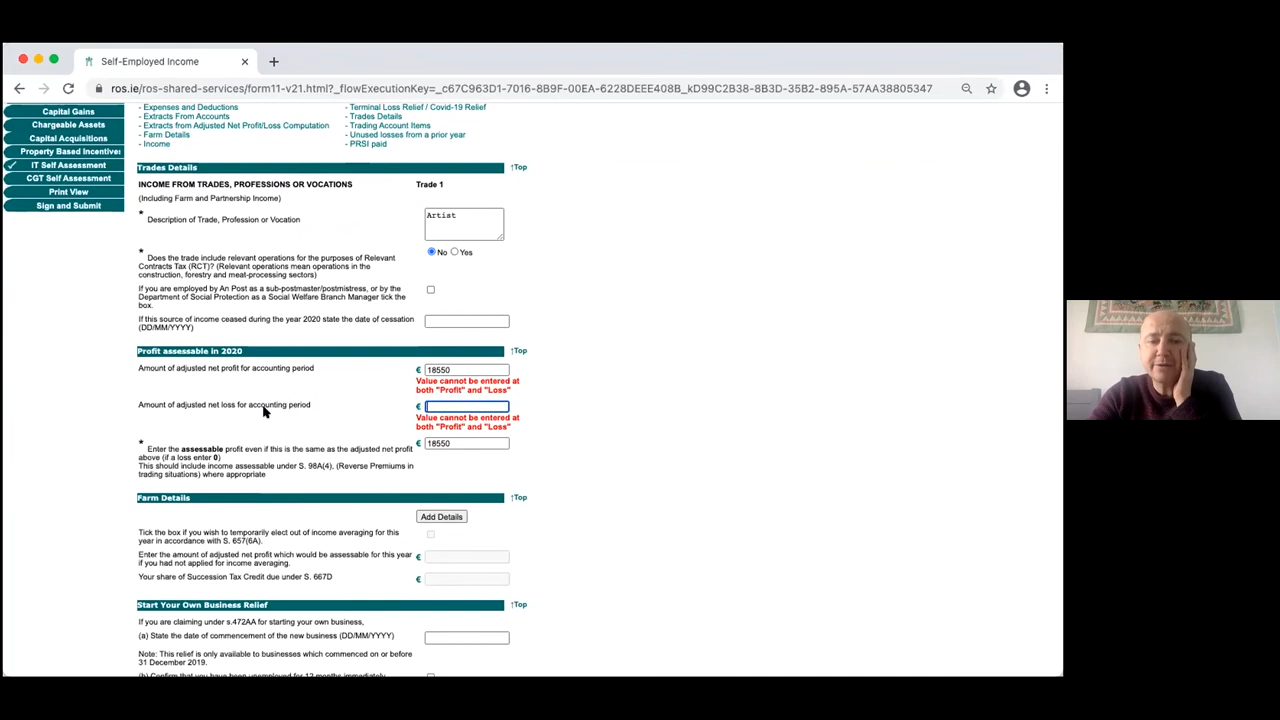 Self-Employed Income
ros.ie/ros-shared-services/form11-v21.html?_flowExecutionKey=_c67C963D1-7016-8B9F-00EA-6228DEEE408B_kD99C2B38-8B3D-35B2-895A-57AA38805347
Capital Gains
Chargeable Assets
Capital Acquisitions
Property Based Incentives
IT Self Assessment
CGT Self Assessment
Print View
Sign and Submit
- Expenses and Deductions
- Extracts From Accounts
- Extracts from Adjusted Net Profit/Loss Computation
- Farm Details
- Income
- Terminal Loss Relief / Covid-19 Relief
- Trades Details
- Trading Account Items
- Unused losses from a prior year
- PRSI paid
Trades Details ↑Top
INCOME FROM TRADES, PROFESSIONS OR VOCATIONS Trade 1
(Including Farm and Partnership Income)
* Description of Trade, Profession or Vocation Artist
* Does the trade include relevant operations for the purposes of Relevant No Yes
Contracts Tax (RCT)? (Relevant operations mean operations in the
construction, forestry and meat-processing sectors)
If you are employed by An Post as a sub-postmaster/postmistress, or by the
Department of Social Protection as a Social Welfare Branch Manager tick the
box.
If this source of income ceased during the year 2020 state the date of cessation
(DD/MM/YYYY)
Profit assessable in 2020 ↑Top
Amount of adjusted net profit for accounting period € 18550
Value cannot be entered at
both "Profit" and "Loss"
Amount of adjusted net loss for accounting period €
Value cannot be entered at
both "Profit" and "Loss"
* Enter the assessable profit even if this is the same as the adjusted net profit € 18550
above (if a loss enter 0)
This should include income assessable under S. 98A(4), (Reverse Premiums in
trading situations) where appropriate
Farm Details ↑Top
Add Details
Tick the box if you wish to temporarily elect out of income averaging for this
year in accordance with S. 657(6A).
Enter the amount of adjusted net profit which would be assessable for this year €
if you had not applied for income averaging.
Your share of Succession Tax Credit due under S. 667D €
Start Your Own Business Relief ↑Top
If you are claiming under s.472AA for starting your own business,
(a) State the date of commencement of the new business (DD/MM/YYYY)
Note: This relief is only available to businesses which commenced on or before
31 December 2019.
(b) Confirm that you have been unemployed for 12 months immediately